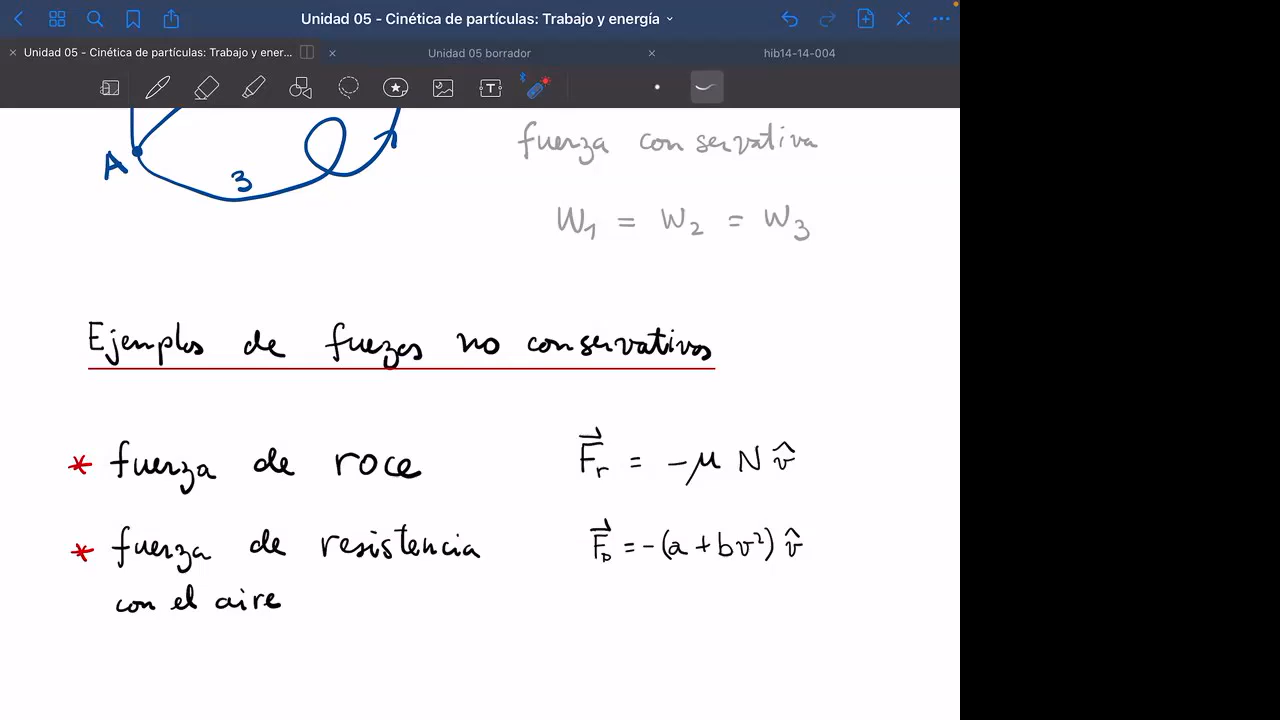 Unidad 05 - Cinética de partículas: Trabajo y energía
Unidad 05 - Cinética de partículas: Trabajo y ener...
Unidad 05 borrador
hib14-14-004
T
A
3
fuerza conservativa
W₁ = W₂ = W₃
Ejemplos de fuezas no conservativas
* fuerza de roce F⃗r = -μ N v̂
* fuerza de resistencia F⃗D = -(a + bv²) v̂
con el aire